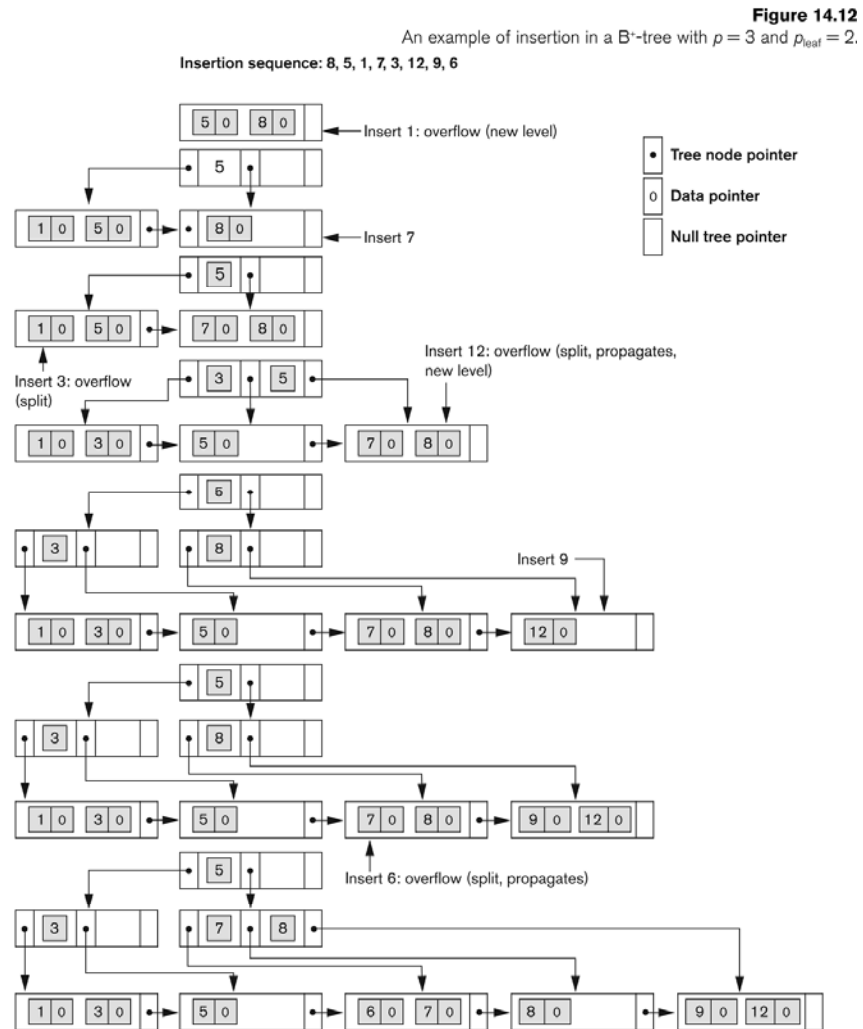 Figure 14.12
An example of insertion in a B⁺-tree with p = 3 and p_leaf = 2.
Insertion sequence: 8, 5, 1, 7, 3, 12, 9, 6
5 0 8 0
Insert 1: overflow (new level)
5
Tree node pointer
0 Data pointer
Null tree pointer
1 0 5 0 8 0
Insert 7
5
1 0 5 0 7 0 8 0
Insert 3: overflow
(split)
Insert 12: overflow (split, propagates,
new level)
3 5
1 0 3 0 5 0 7 0 8 0
5
3 8
Insert 9
1 0 3 0 5 0 7 0 8 0 12 0
5
3 8
1 0 3 0 5 0 7 0 8 0 9 0 12 0
Insert 6: overflow (split, propagates)
5
3 7 8
1 0 3 0 5 0 6 0 7 0 8 0 9 0 12 0